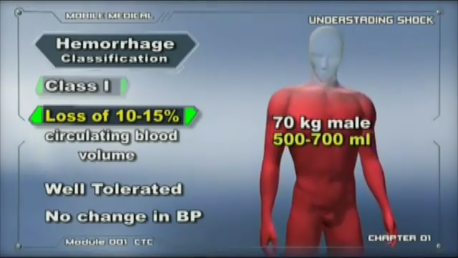 MOBILE MEDICAL
UNDERSTADING SHOCK
Hemorrhage
Classification
Class I
Loss of 10-15%
circulating blood
volume
70 kg male
500-700 ml
Well Tolerated
No change in BP
Module 001 CTC
CHAPTER 01